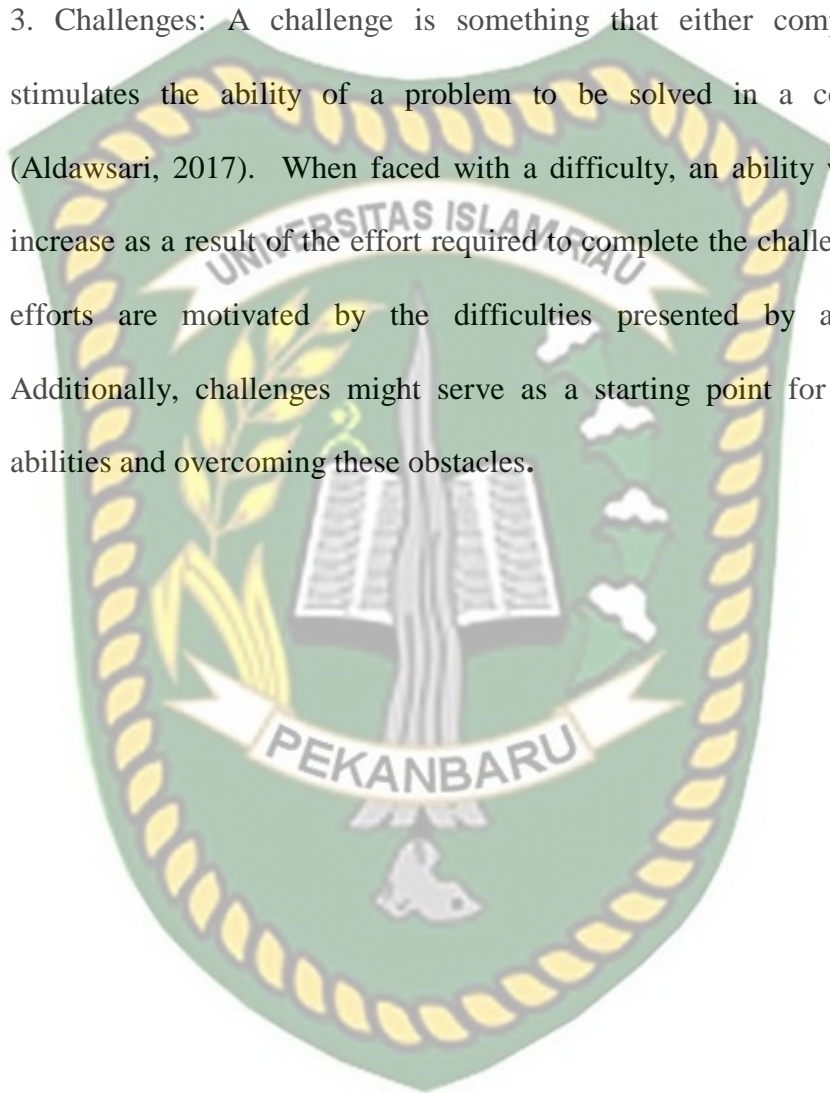 3. Challenges: A challenge is something that either
stimulates the ability of a problem to be solved in a
(Aldawsari, 2017). When faced with a difficulty, an ability
increase as a result of the effort required to complete the
efforts are motivated by the difficulties presented by
Additionally, challenges might serve as a starting point for
abilities and overcoming these obstacles.
UNIVERSITAS ISLAM RIAU
PEKANBARU